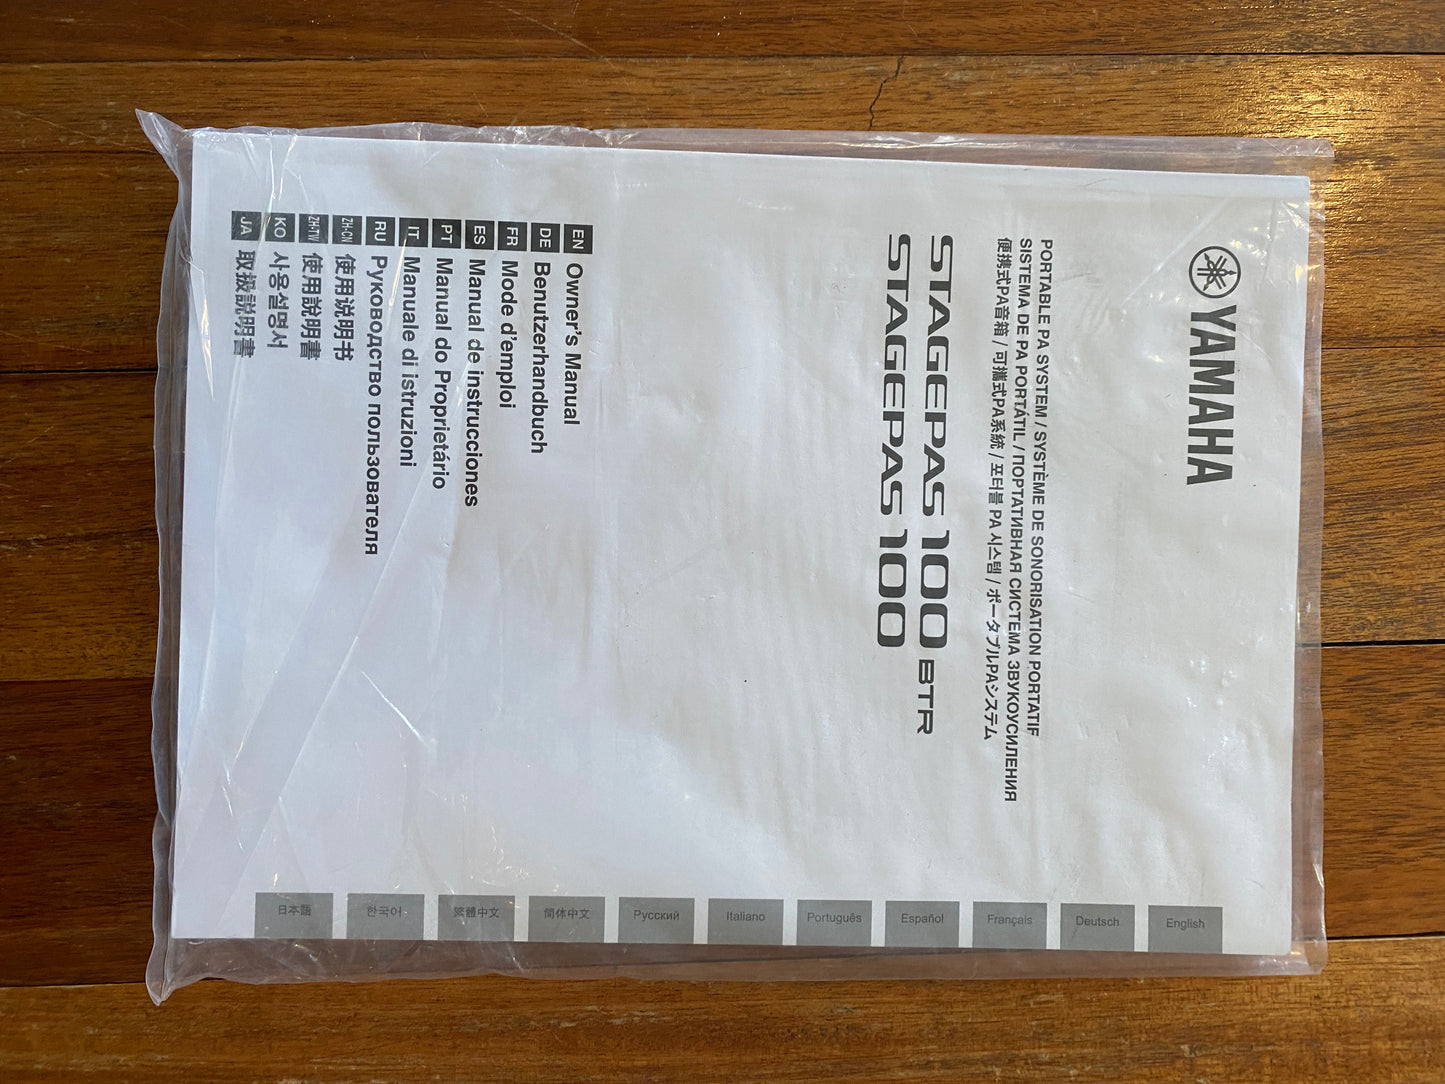 YAMAHA
PORTABLE PA SYSTEM / SYSTÈME DE SONORISATION PORTATIF
SISTEMA DE PA PORTÁTIL / ПОРТАТИВНАЯ СИСТЕМА ЗВУКОУСИЛЕНИЯ
便携式PA音箱 / 可攜式PA系統 / 포터블 PA 시스템 / ポータブルPAシステム
STAGEPAS 100 BTR
STAGEPAS 100
EN Owner's Manual
DE Benutzerhandbuch
FR Mode d'emploi
ES Manual de instrucciones
PT Manual do Proprietário
IT Manuale di istruzioni
RU Руководство пользователя
ZH-CN 使用说明书
ZH-TW 使用說明書
KO 사용설명서
JA 取扱説明書
English
Deutsch
Français
Español
Português
Italiano
Русский
简体中文
繁體中文
한국어
日本語